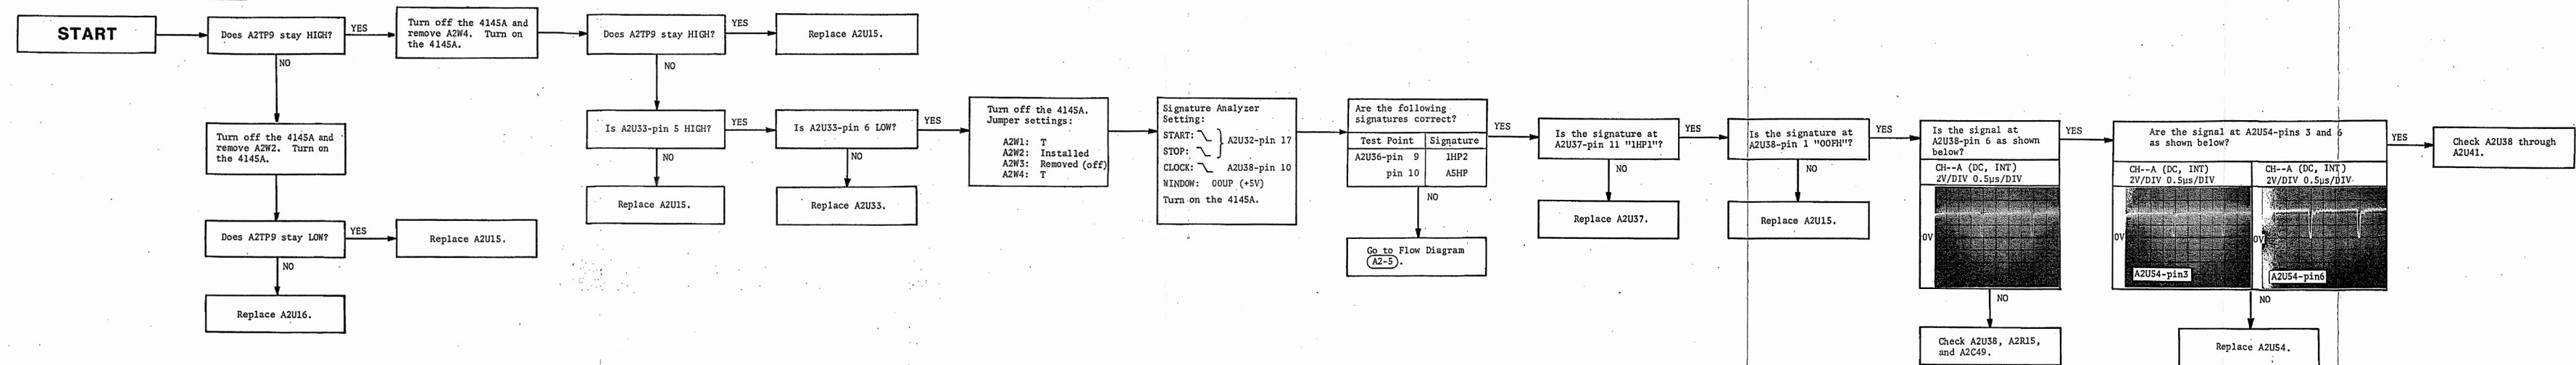 START
Does A2TP9 stay HIGH?
YES
NO
Turn off the 4145A and
remove A2W4. Turn on
the 4145A.
Does A2TP9 stay HIGH?
YES
NO
Replace A2U15.
Turn off the 4145A and
remove A2W2. Turn on
the 4145A.
Does A2TP9 stay LOW?
YES
NO
Replace A2U15.
Replace A2U16.
Is A2U33-pin 5 HIGH?
YES
NO
Replace A2U15.
Is A2U33-pin 6 LOW?
YES
NO
Replace A2U33.
Turn off the 4145A.
Jumper settings:
A2W1: T
A2W2: Installed
A2W3: Removed (off)
A2W4: T
Signature Analyzer
Setting:
START:
STOP:
A2U32-pin 17
CLOCK: A2U38-pin 10
WINDOW: 00UP (+5V)
Turn on the 4145A.
Are the following
signatures correct?
Test Point Signature
A2U36-pin 9 1HP2
pin 10 A5HP
YES
NO
Go to Flow Diagram
A2-5.
Is the signature at
A2U37-pin 11 "1HP1"?
YES
NO
Replace A2U37.
Is the signature at
A2U38-pin 1 "00FH"?
YES
NO
Replace A2U15.
Is the signal at
A2U38-pin 6 as shown
below?
CH--A (DC, INT)
2V/DIV 0.5µs/DIV
0V
YES
NO
Check A2U38, A2R15,
and A2C49.
Are the signal at A2U54-pins 3 and 6
as shown below?
CH--A (DC, INT)
2V/DIV 0.5µs/DIV
0V
A2U54-pin3
CH--A (DC, INT)
2V/DIV 0.5µs/DIV
0V
A2U54-pin6
YES
NO
Replace A2U54.
Check A2U38 through
A2U41.